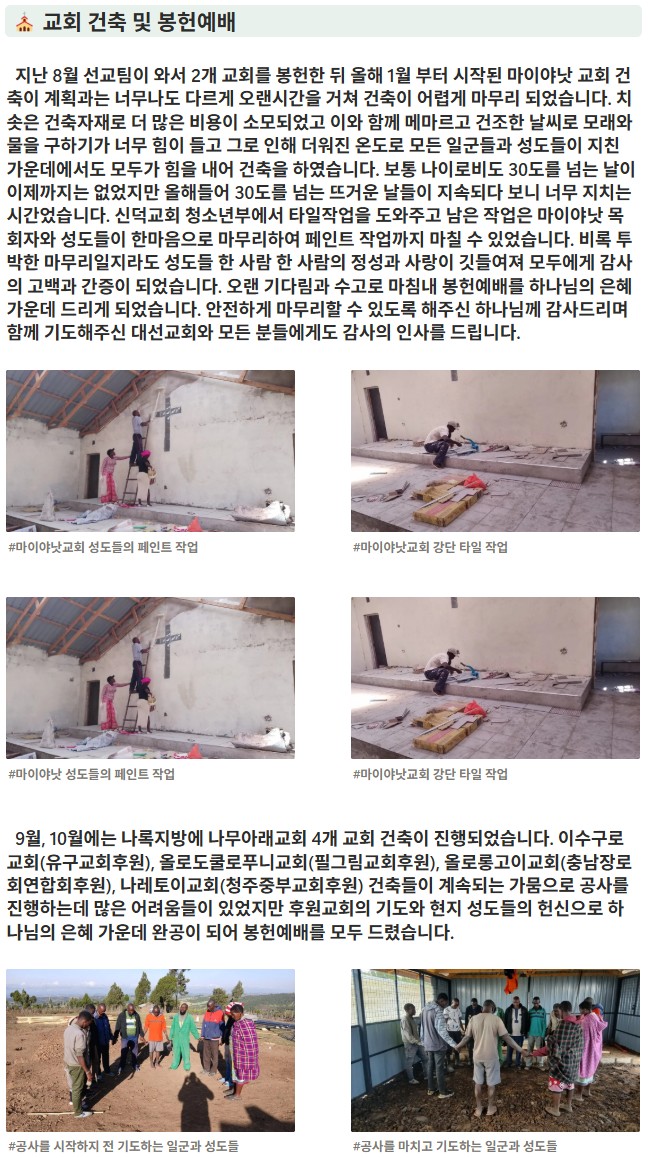 교회 건축 및 봉헌예배
지난 8월 선교팀이 와서 2개 교회를 봉헌한 뒤 올해 1월 부터 시작된 마이야낫 교회 건
축이 계획과는 너무나도 다르게 오랜시간을 거쳐 건축이 어렵게 마무리 되었습니다. 치
솟은 건축자재로 더 많은 비용이 소모되었고 이와 함께 메마르고 건조한 날씨로 모래와
물을 구하기가 너무 힘이 들고 그로 인해 더워진 온도로 모든 일군들과 성도들이 지친
가운데에서도 모두가 힘을 내어 건축을 하였습니다. 보통 나이로비도 30도를 넘는 날이
이제까지는 없었지만 올해들어 30도를 넘는 뜨거운 날들이 지속되다 보니 너무 지치는
시간었습니다. 신덕교회 청소년부에서 타일작업을 도와주고 남은 작업은 마이야낫 목
회자와 성도들이 한마음으로 마무리하여 페인트 작업까지 마칠 수 있었습니다. 비록 투
박한 마무리일지라도 성도들 한 사람 한 사람의 정성과 사랑이 깃들여져 모두에게 감사
의 고백과 간증이 되었습니다. 오랜 기다림과 수고로 마침내 봉헌예배를 하나님의 은혜
가운데 드리게 되었습니다. 안전하게 마무리할 수 있도록 해주신 하나님께 감사드리며
함께 기도해주신 대선교회와 모든 분들에게도 감사의 인사를 드립니다.
#마이야낫교회 성도들의 페인트 작업
#마이야낫교회 강단 타일 작업
#마이야낫 성도들의 페인트 작업
#마이야낫교회 강단 타일 작업
9월, 10월에는 나록지방에 나무아래교회 4개 교회 건축이 진행되었습니다. 이수구로
교회(유구교회후원), 올로도쿨로푸니교회(필그림교회후원), 올로롱고이교회(충남장로
회연합회후원), 나레토이교회(청주중부교회후원) 건축들이 계속되는 가뭄으로 공사를
진행하는데 많은 어려움들이 있었지만 후원교회의 기도와 현지 성도들의 헌신으로 하
나님의 은혜 가운데 완공이 되어 봉헌예배를 모두 드렸습니다.
#공사를 시작하지 전 기도하는 일군과 성도들
#공사를 마치고 기도하는 일군과 성도들